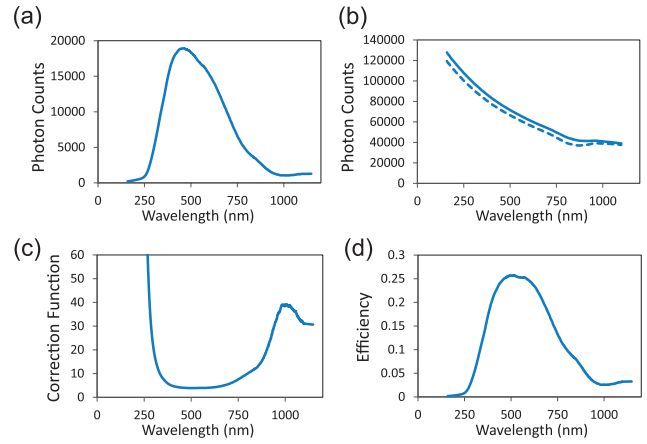 (a)
20000
15000
10000
5000
0
Photon Counts
0 250 500 750 1000
Wavelength (nm)
(b)
140000
120000
100000
80000
60000
40000
20000
0
Photon Counts
0 250 500 750 1000
Wavelength (nm)
(c)
60
50
40
30
20
10
0
Correction Function
0 250 500 750 1000
Wavelength (nm)
(d)
0.3
0.25
0.2
0.15
0.1
0.05
0
Efficiency
0 250 500 750 1000
Wavelength (nm)